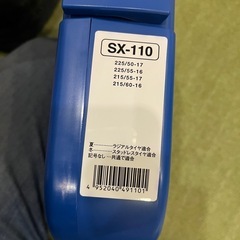 SX-110
225/50-17
225/55-16
215/55-17
215/60-16
夏……ラジアルタイヤ適合
冬……スタッドレスタイヤ適合
記号なし…共通で適合
4 952040 491101